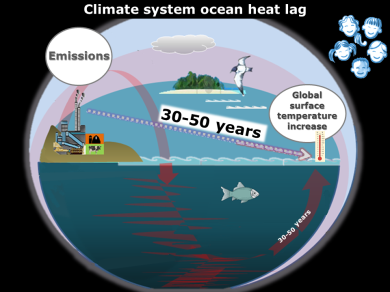 Climate system ocean heat lag
Emissions
Global
surface
temperature
increase
30-50 years
30-50 years